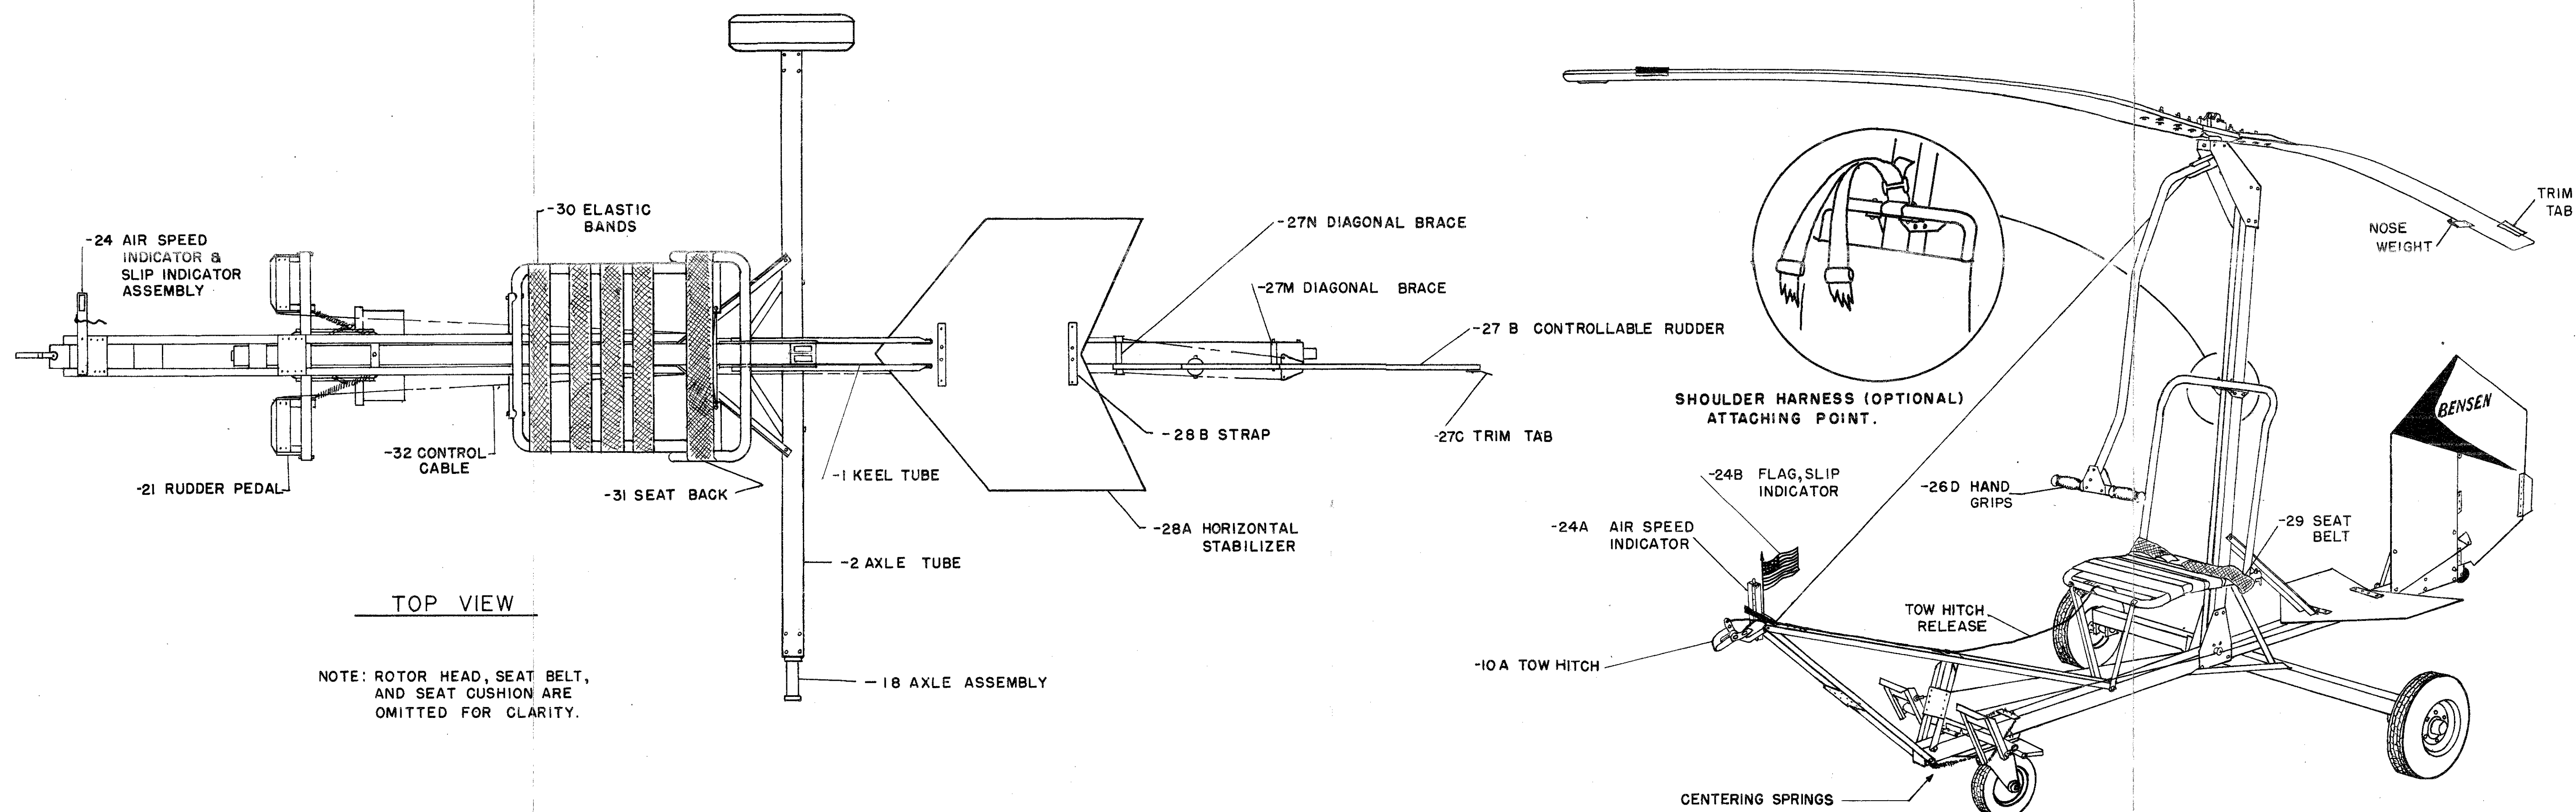 -24 AIR SPEED
INDICATOR &
SLIP INDICATOR
ASSEMBLY
-30 ELASTIC
BANDS
-21 RUDDER PEDAL
-32 CONTROL
CABLE
-31 SEAT BACK
-1 KEEL TUBE
-2 AXLE TUBE
-18 AXLE ASSEMBLY
-27N DIAGONAL BRACE
-27M DIAGONAL BRACE
-27 B CONTROLLABLE RUDDER
-27C TRIM TAB
-28B STRAP
-28A HORIZONTAL
STABILIZER
TOP VIEW
NOTE: ROTOR HEAD, SEAT BELT,
AND SEAT CUSHION ARE
OMITTED FOR CLARITY.
TRIM
TAB
NOSE
WEIGHT
SHOULDER HARNESS (OPTIONAL)
ATTACHING POINT.
BENSEN
-24B FLAG, SLIP
INDICATOR
-24A AIR SPEED
INDICATOR
-26D HAND
GRIPS
-29 SEAT
BELT
TOW HITCH
RELEASE
-10A TOW HITCH
CENTERING SPRINGS